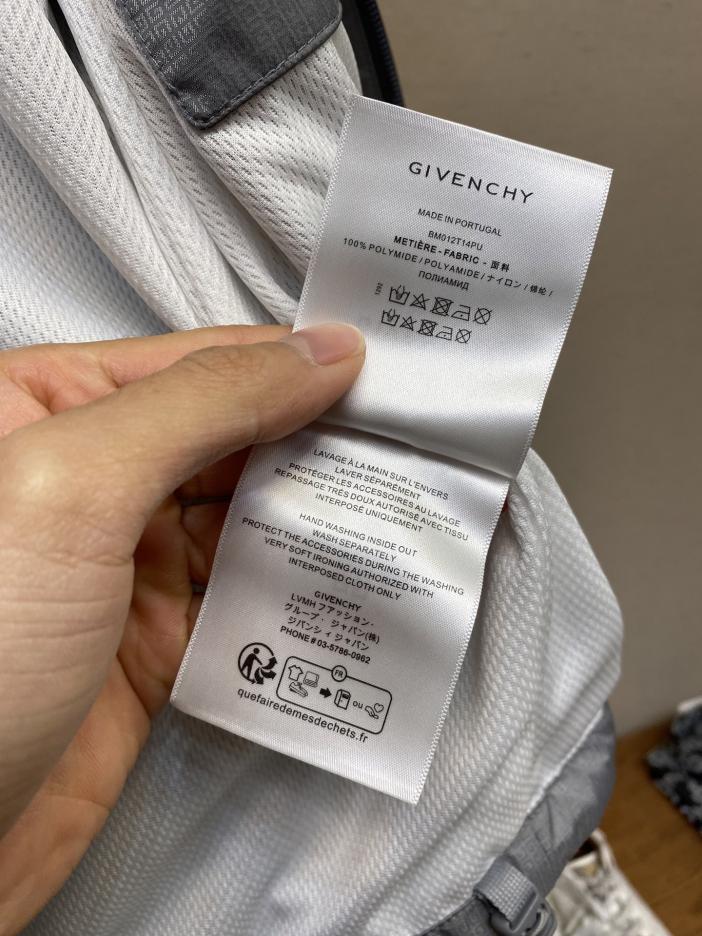 GIVENCHY
MADE IN PORTUGAL
BM012T14PU
METIÈRE - FABRIC - 面料
100% POLYMIDE / POLYAMIDE / ナイロン / 锦纶 /
ПОЛИАМИД
LAVAGE À LA MAIN SUR L'ENVERS
LAVER SÉPARÉMENT
PROTÉGER LES ACCESSOIRES AU LAVAGE
REPASSAGE TRÉS DOUX AUTORISÉ AVEC TISSU
INTERPOSÉ UNIQUEMENT
HAND WASHING INSIDE OUT
WASH SEPARATELY
PROTECT THE ACCESSORIES DURING THE WASHING
VERY SOFT IRONING AUTHORIZED WITH
INTERPOSED CLOTH ONLY
GIVENCHY
LVMH ファッション・
グループ・ジャパン(株)
ジバンシィ ジャパン
PHONE # 03-5786-0962
FR
ou
quefairedemesdechets.fr